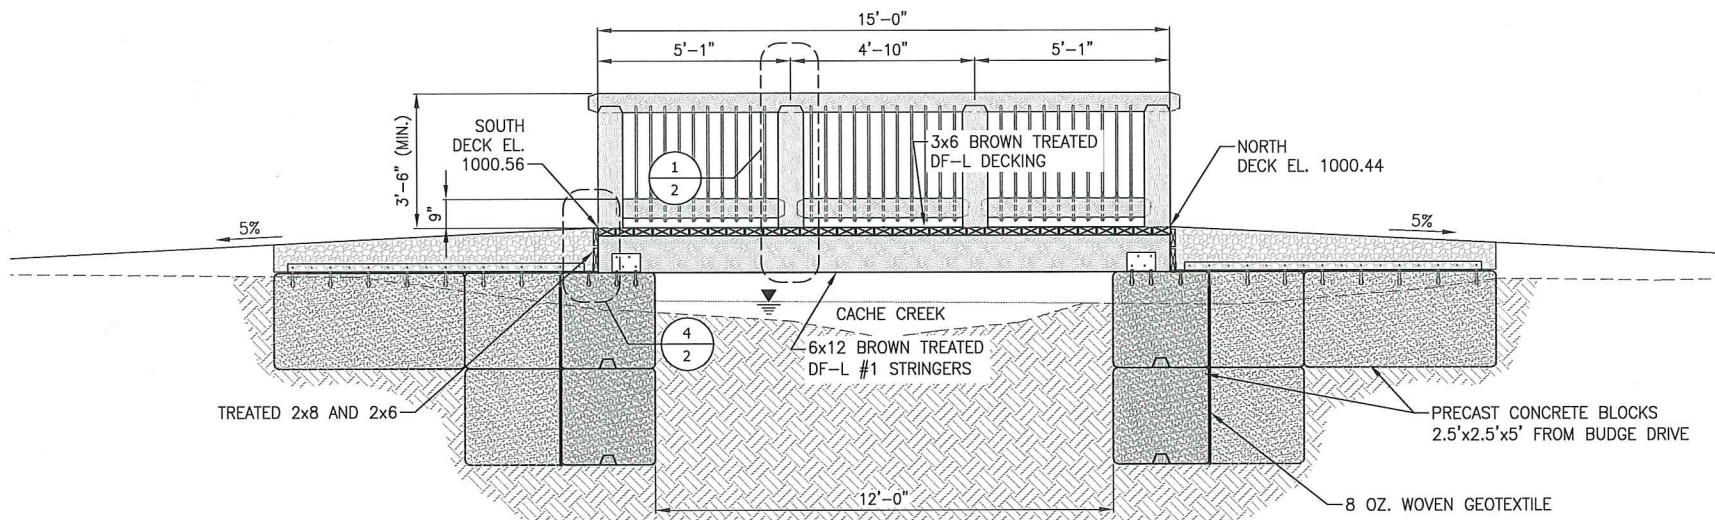 15'-0"
5'-1"
4'-10"
5'-1"
3'-6" (MIN.)
9"
SOUTH
DECK EL.
1000.56
1
2
3x6 BROWN TREATED
DF-L DECKING
NORTH
DECK EL. 1000.44
5%
5%
CACHE CREEK
4
2
6x12 BROWN TREATED
DF-L #1 STRINGERS
TREATED 2x8 AND 2x6
PRECAST CONCRETE BLOCKS
2.5'x2.5'x5' FROM BUDGE DRIVE
12'-0"
8 OZ. WOVEN GEOTEXTILE